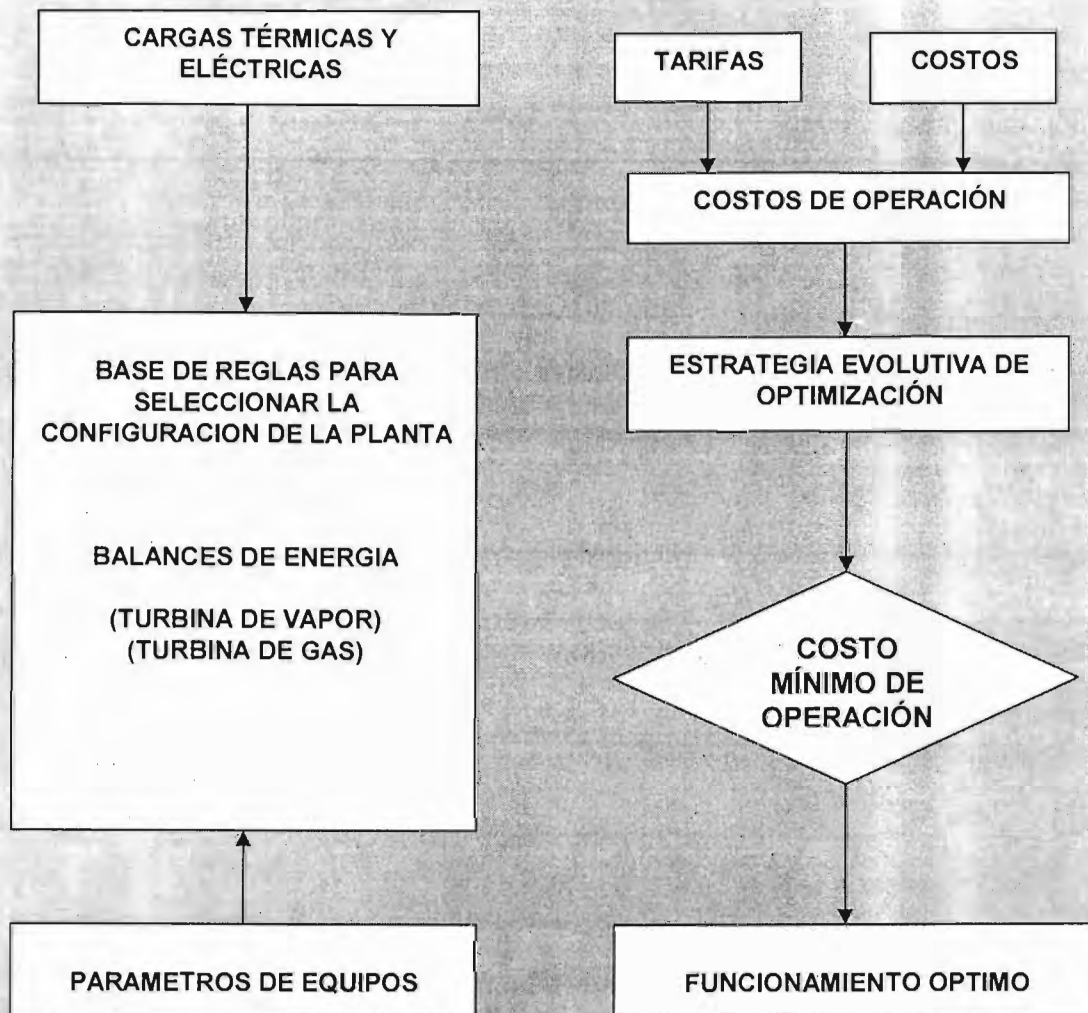 CARGAS TÉRMICAS Y
ELÉCTRICAS
TARIFAS
COSTOS
COSTOS DE OPERACIÓN
BASE DE REGLAS PARA
SELECCIONAR LA
CONFIGURACION DE LA PLANTA
BALANCES DE ENERGIA
(TURBINA DE VAPOR)
(TURBINA DE GAS)
ESTRATEGIA EVOLUTIVA DE
OPTIMIZACIÓN
COSTO
MÍNIMO DE
OPERACIÓN
PARAMETROS DE EQUIPOS
FUNCIONAMIENTO OPTIMO